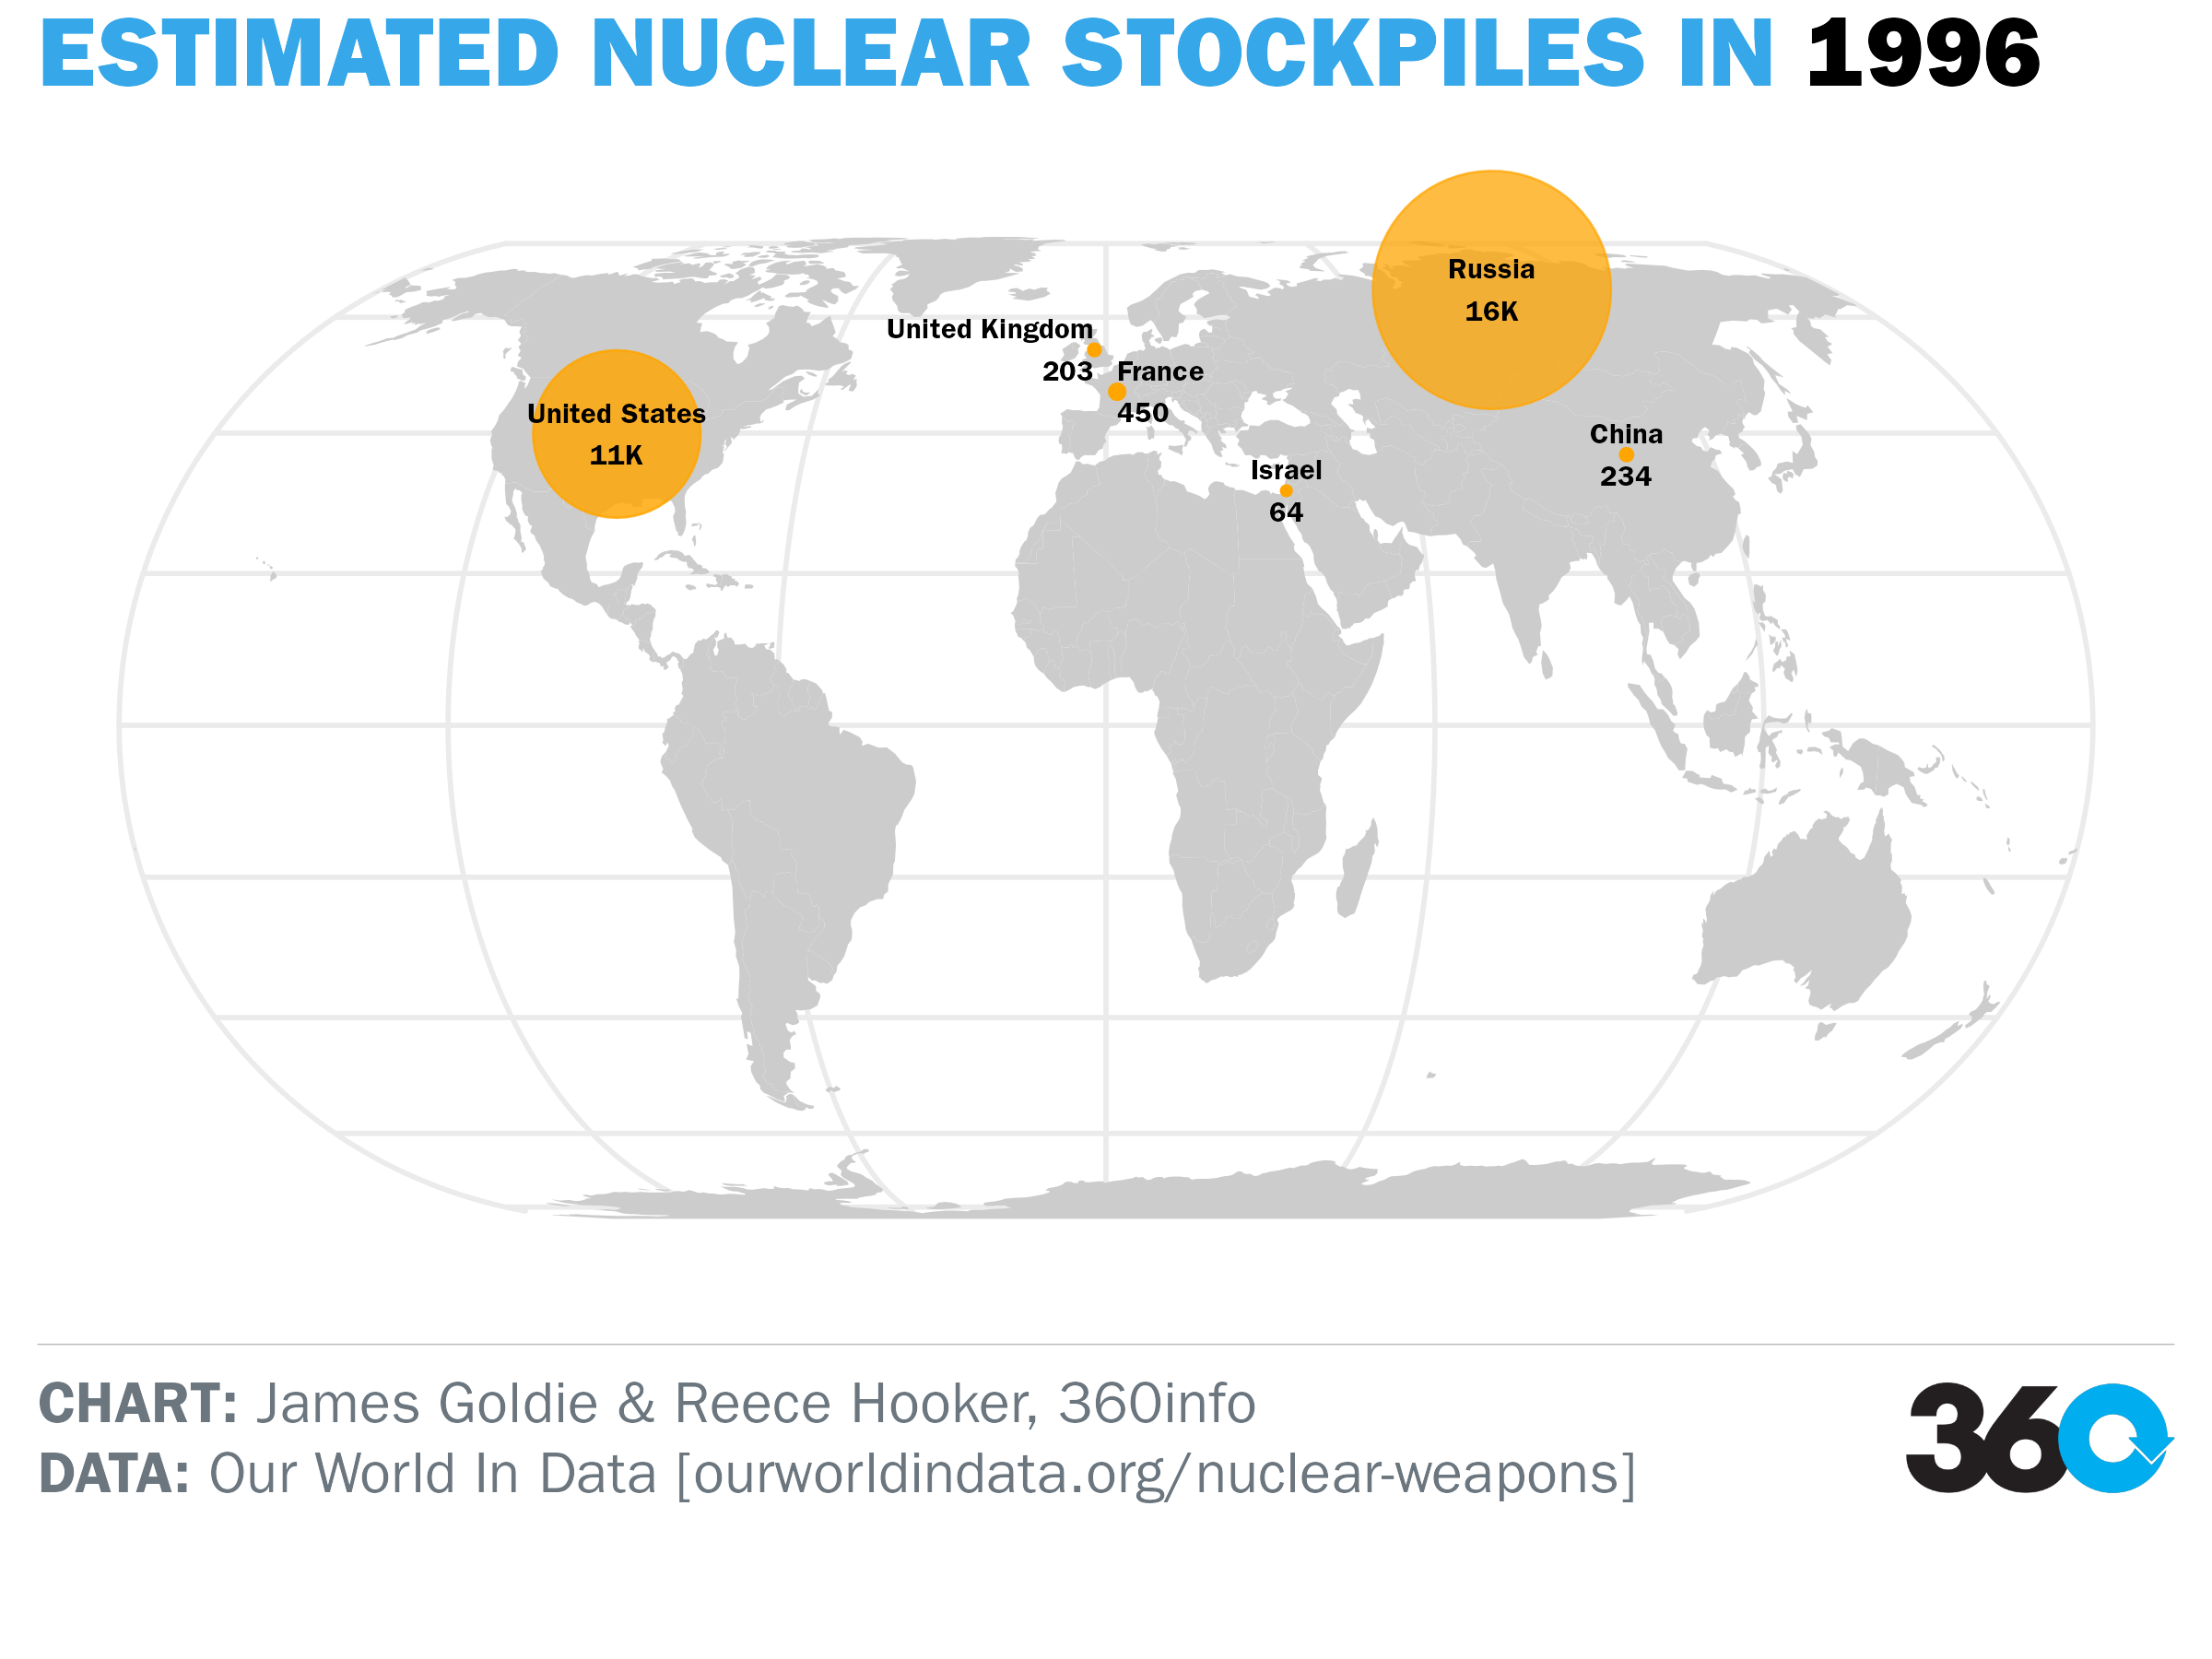 ESTIMATED NUCLEAR STOCKPILES IN 1996
Russia
16K
United Kingdom
203
France
450
United States
11K
China
234
Israel
64
CHART: James Goldie & Reece Hooker, 360info
DATA: Our World In Data [ourworldindata.org/nuclear-weapons]
360